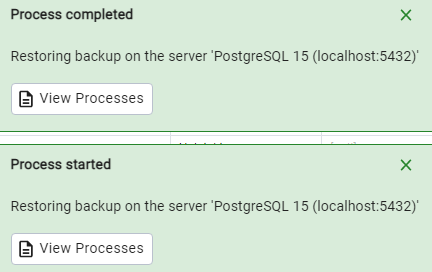 Process completed
Restoring backup on the server 'PostgreSQL 15 (localhost:5432)'
View Processes
Process started
Restoring backup on the server 'PostgreSQL 15 (localhost:5432)'
View Processes